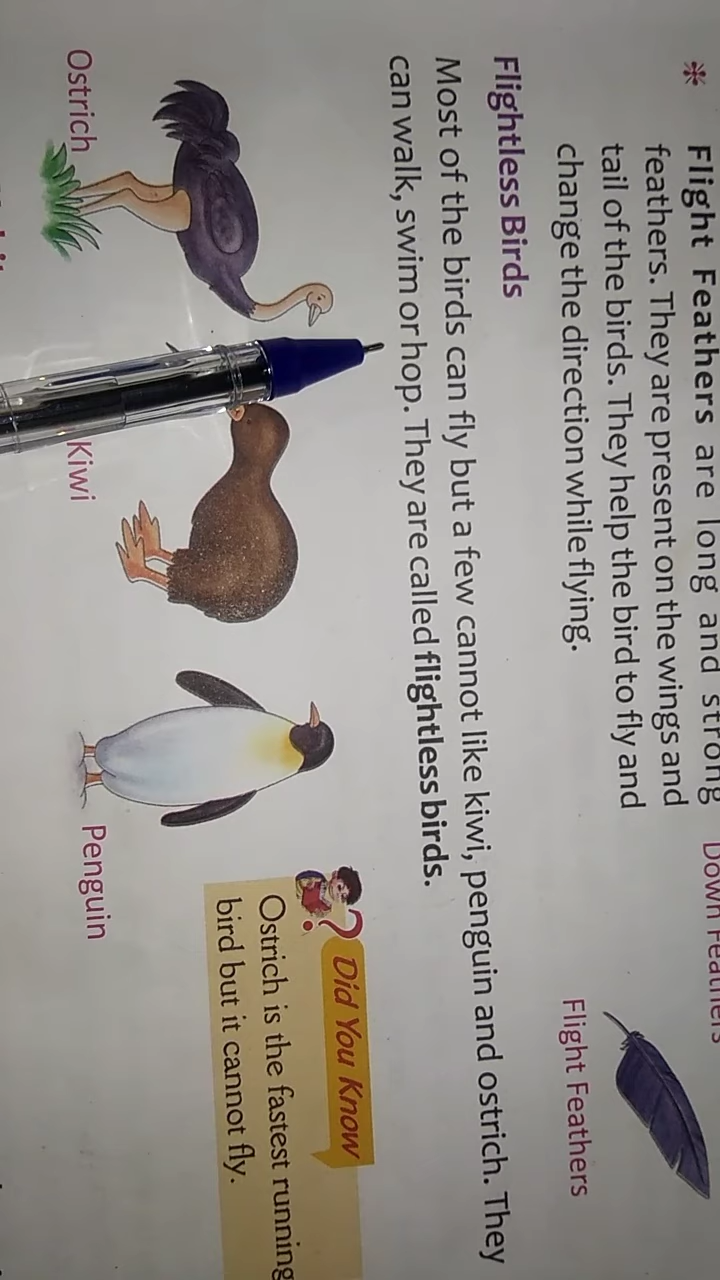 Down Feathers
* Flight Feathers are long and strong
feathers. They are present on the wings and
tail of the birds. They help the bird to fly and
change the direction while flying.
Flight Feathers
Flightless Birds
Most of the birds can fly but a few cannot like kiwi, penguin and ostrich. They
can walk, swim or hop. They are called flightless birds.
Ostrich
Kiwi
Penguin
? Did You Know
Ostrich is the fastest running
bird but it cannot fly.